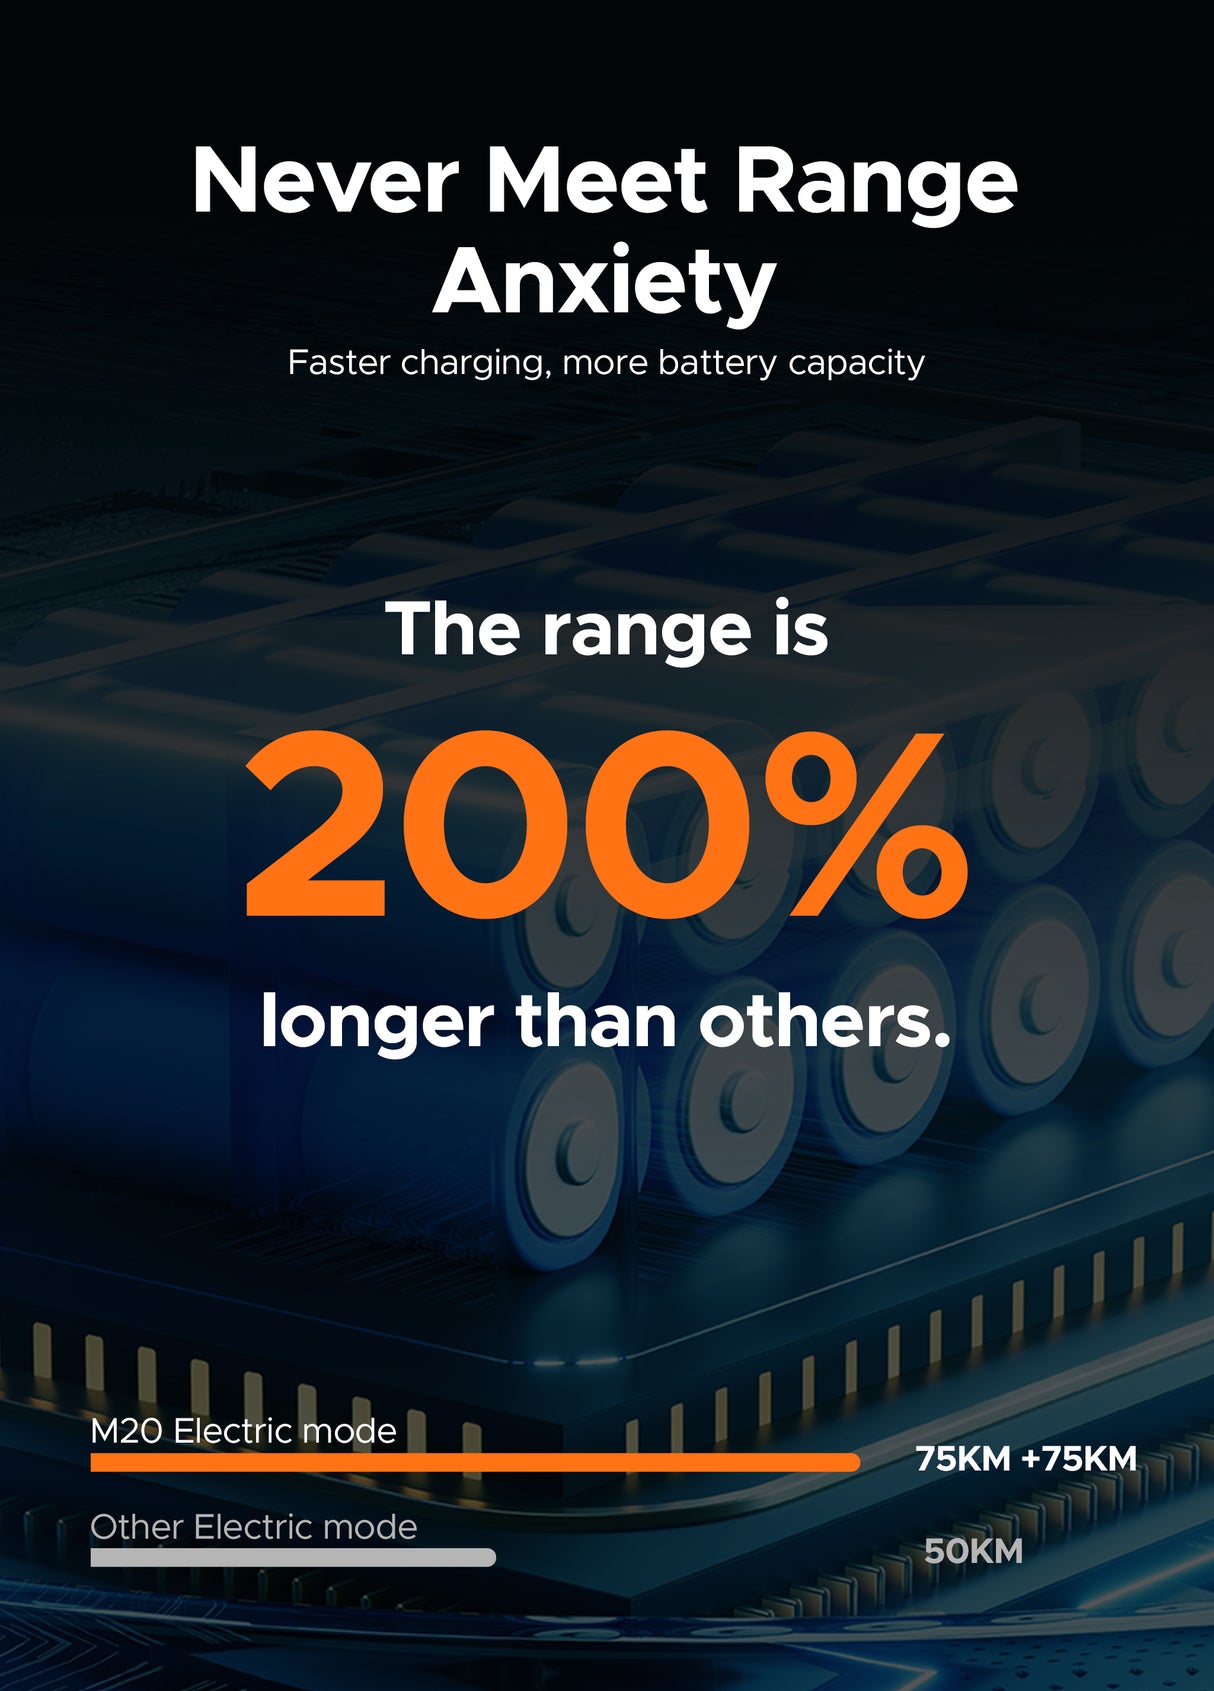 Never Meet Range
Anxiety
Faster charging, more battery capacity
The range is
200%
longer than others.
M20 Electric mode
75KM +75KM
Other Electric mode
50KM